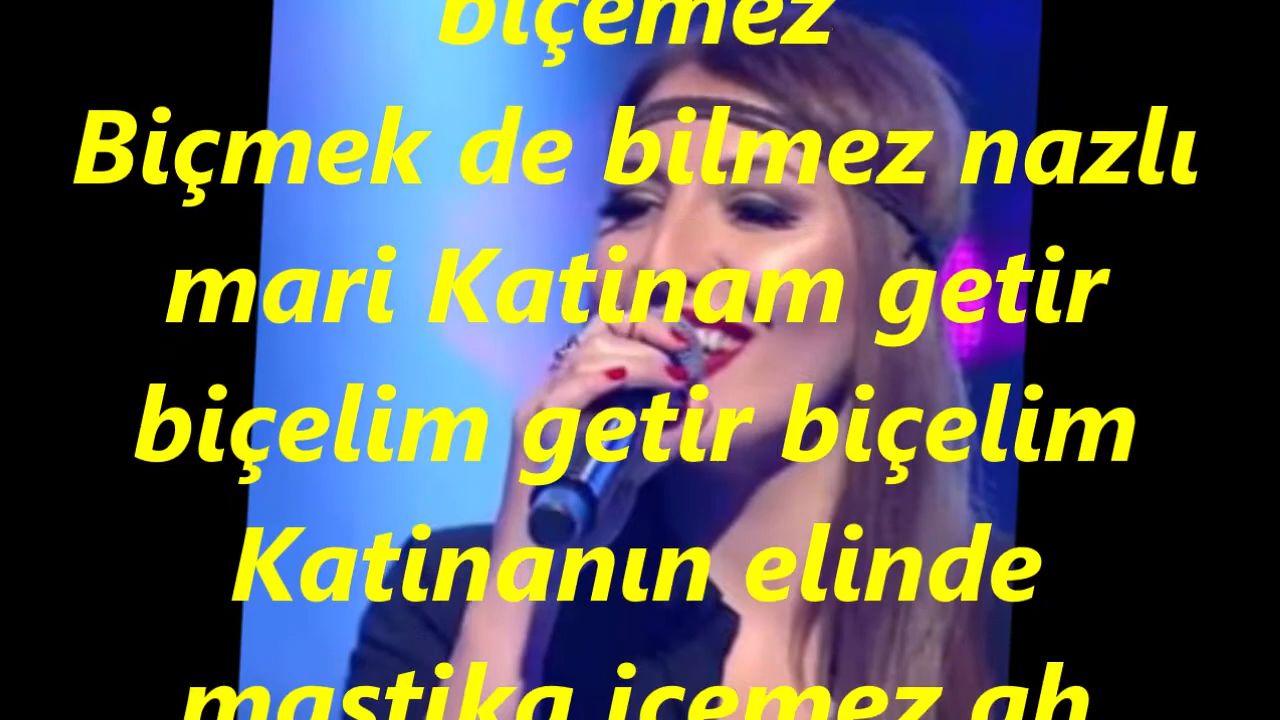 biçemez
Biçmek de bilmez nazlı
mari Katinam getir
biçelim getir biçelim
Katinanın elinde
mastika içemez ah